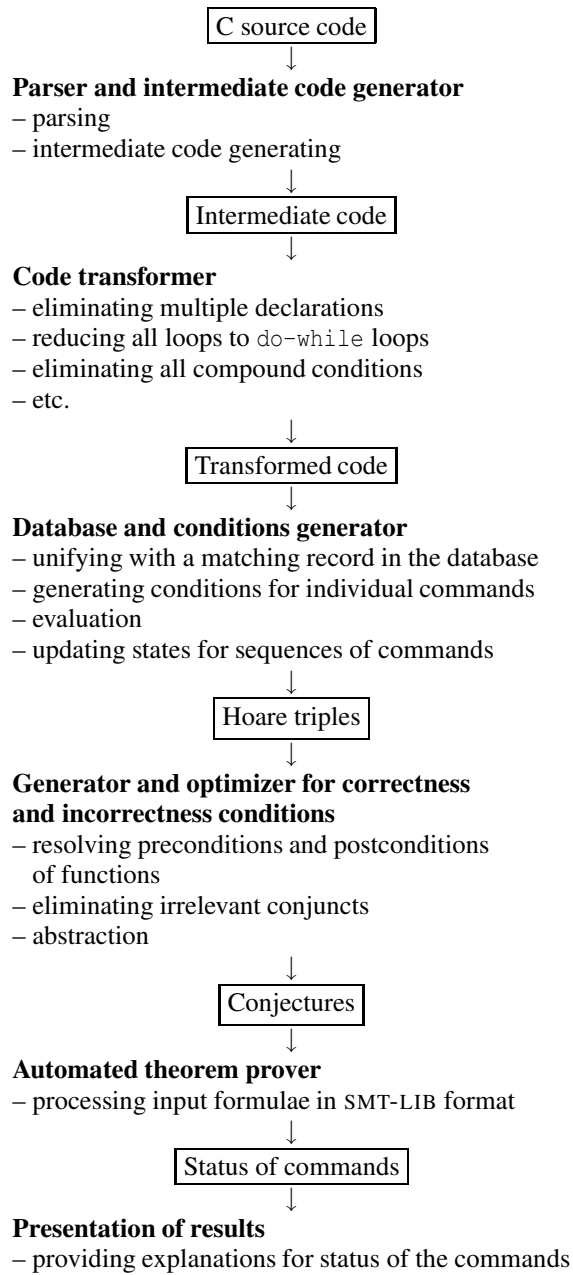 C source code
↓
Parser and intermediate code generator
– parsing
– intermediate code generating
↓
Intermediate code
↓
Code transformer
– eliminating multiple declarations
– reducing all loops to do-while loops
– eliminating all compound conditions
– etc.
↓
Transformed code
↓
Database and conditions generator
– unifying with a matching record in the database
– generating conditions for individual commands
– evaluation
– updating states for sequences of commands
↓
Hoare triples
↓
Generator and optimizer for correctness
and incorrectness conditions
– resolving preconditions and postconditions
of functions
– eliminating irrelevant conjuncts
– abstraction
↓
Conjectures
↓
Automated theorem prover
– processing input formulae in SMT-LIB format
↓
Status of commands
↓
Presentation of results
– providing explanations for status of the commands